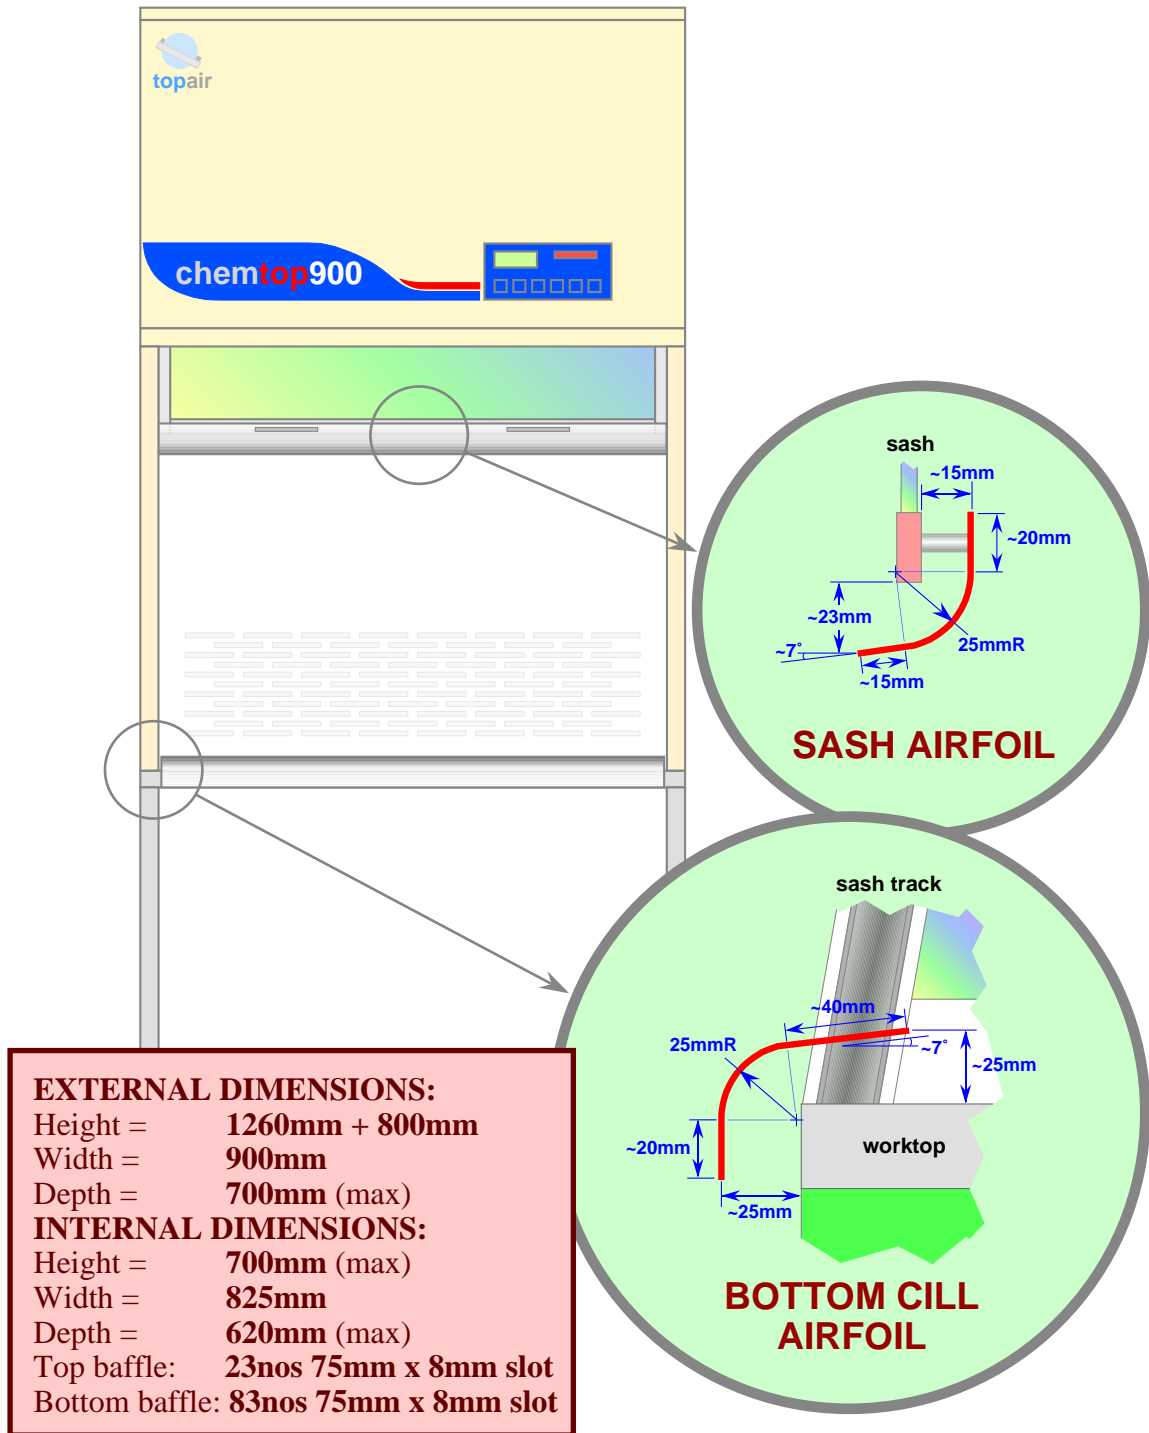 topair
chemtop900
sash
~15mm
~20mm
~23mm
25mmR
~7°
~15mm
SASH AIRFOIL
sash track
~40mm
25mmR
~7°
~25mm
worktop
~20mm
~25mm
BOTTOM CILL
AIRFOIL
EXTERNAL DIMENSIONS:
Height = 1260mm + 800mm
Width = 900mm
Depth = 700mm (max)
INTERNAL DIMENSIONS:
Height = 700mm (max)
Width = 825mm
Depth = 620mm (max)
Top baffle: 23nos 75mm x 8mm slot
Bottom baffle: 83nos 75mm x 8mm slot